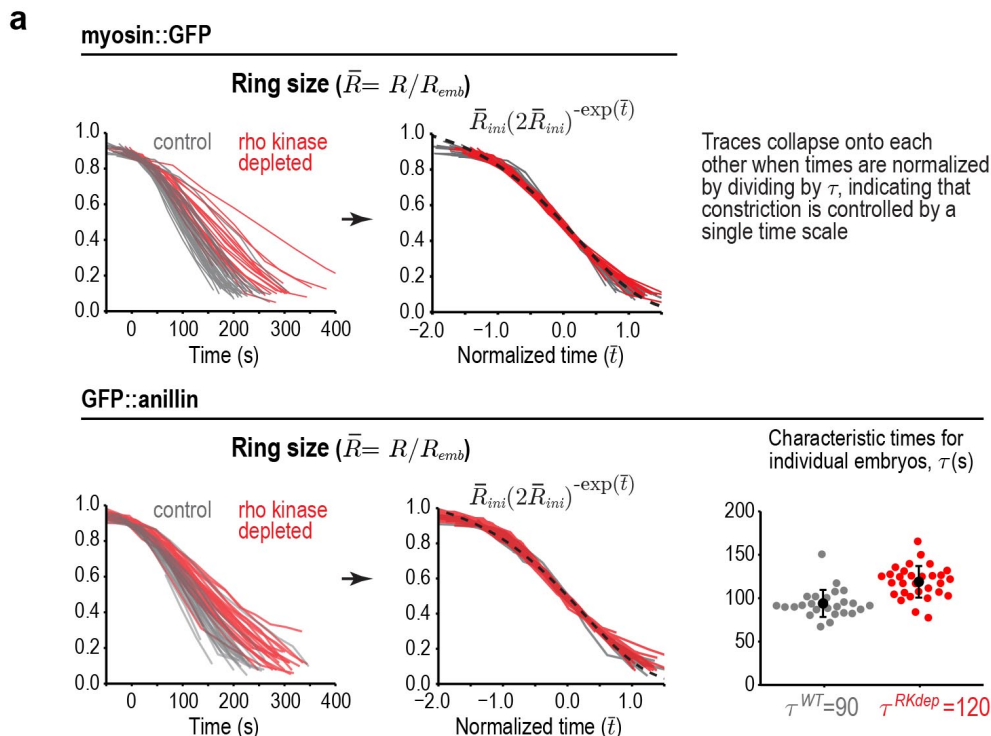 a
myosin::GFP
Ring size (R̄= R/R_emb)
R̄_ini(2R̄_ini)^-exp(t̄)
control
rho kinase
depleted
1.0
0.8
0.6
0.4
0.2
0.0
0 100 200 300 400
Time (s)
1.0
0.8
0.6
0.4
0.2
0.0
−2.0 −1.0 0.0 1.0
Normalized time (t̄)
Traces collapse onto each
other when times are normalized
by dividing by τ, indicating that
constriction is controlled by a
single time scale
GFP::anillin
Ring size (R̄= R/R_emb)
R̄_ini(2R̄_ini)^-exp(t̄)
control
rho kinase
depleted
1.0
0.8
0.6
0.4
0.2
0.0
0 100 200 300 400
Time (s)
1.0
0.8
0.6
0.4
0.2
0.0
−2.0 −1.0 0.0 1.0
Normalized time (t̄)
Characteristic times for
individual embryos, τ(s)
200
150
100
50
0
τ^WT=90 τ^RKdep=120